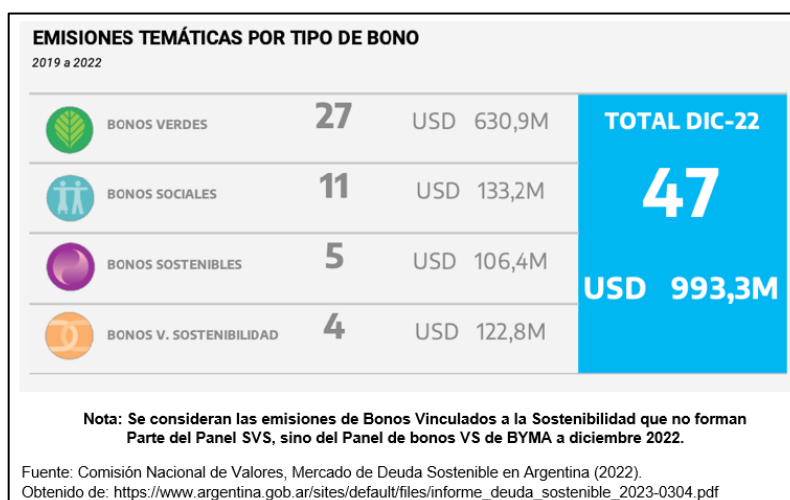 EMISIONES TEMÁTICAS POR TIPO DE BONO
2019 a 2022
BONOS VERDES 27 USD 630,9M
BONOS SOCIALES 11 USD 133,2M
BONOS SOSTENIBLES 5 USD 106,4M
BONOS V. SOSTENIBILIDAD 4 USD 122,8M
TOTAL DIC-22
47
USD 993,3M
Nota: Se consideran las emisiones de Bonos Vinculados a la Sostenibilidad que no forman
Parte del Panel SVS, sino del Panel de bonos VS de BYMA a diciembre 2022.
Fuente: Comisión Nacional de Valores, Mercado de Deuda Sostenible en Argentina (2022).
Obtenido de: https://www.argentina.gob.ar/sites/default/files/informe_deuda_sostenible_2023-0304.pdf